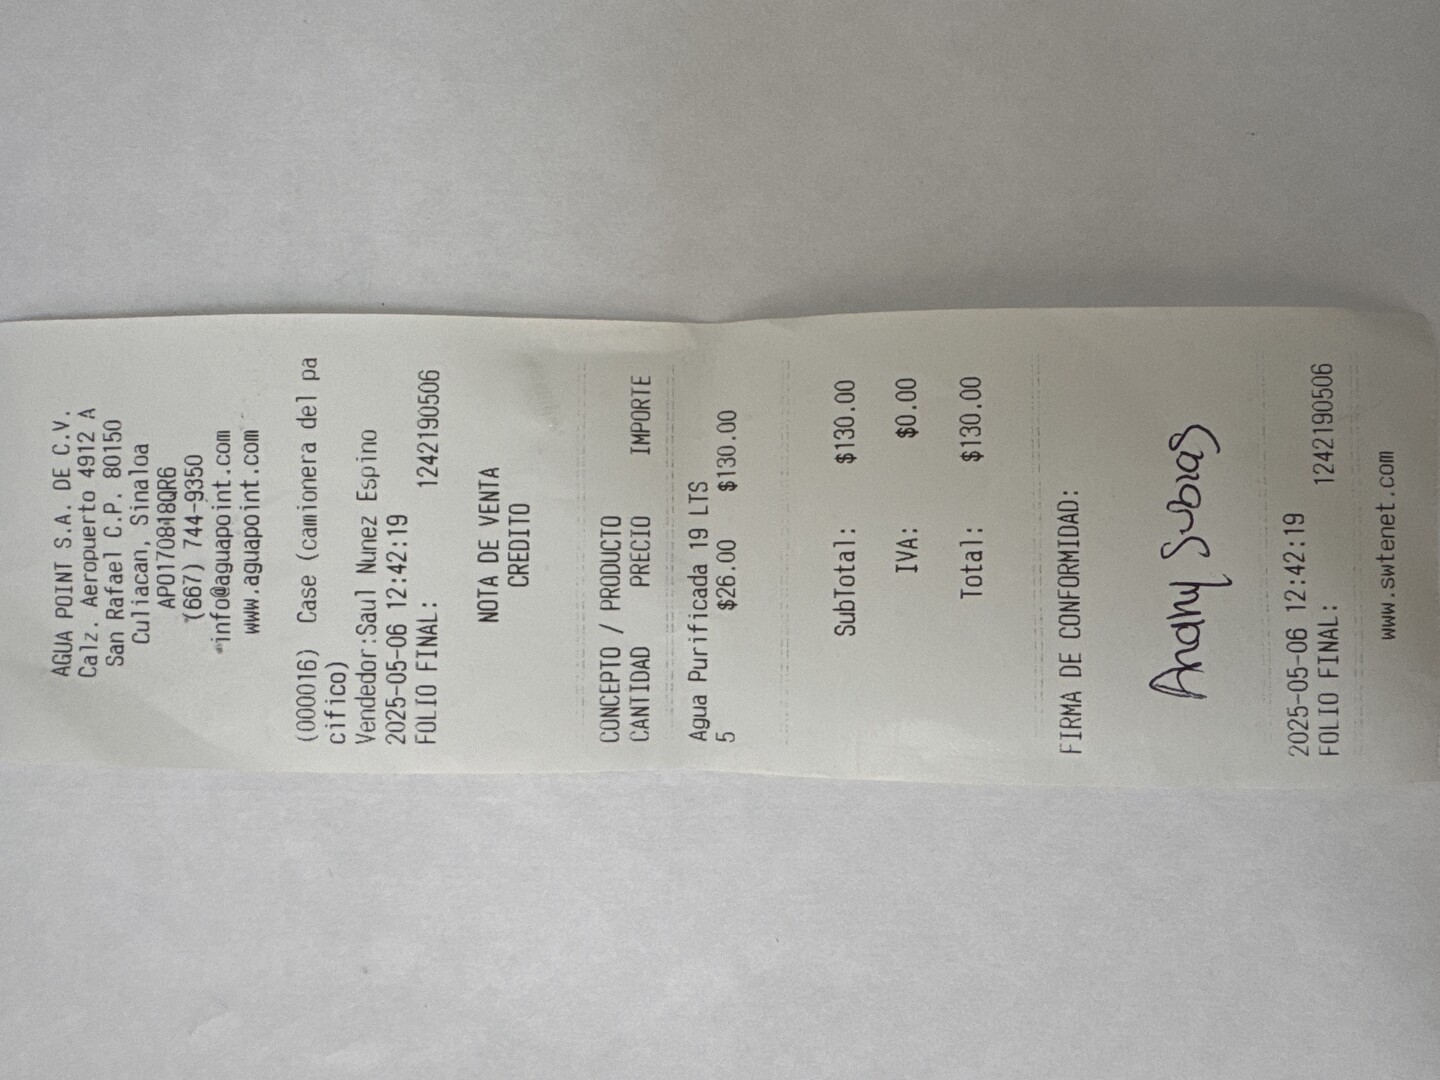 AGUA POINT S.A. DE C.V.
Calz. Aeropuerto 4912 A
San Rafael C.P. 80150
Culiacan, Sinaloa
APO170818QR6
(667) 744-9350
info@aguapoint.com
www.aguapoint.com
(000016) Case (camionera del pa
cifico)
Vendedor:Saul Nunez Espino
2025-05-06 12:42:19
FOLIO FINAL: 1242190506
NOTA DE VENTA
CREDITO
CONCEPTO / PRODUCTO
CANTIDAD PRECIO IMPORTE
Agua Purificada 19 LTS
5 $26.00 $130.00
SubTotal: $130.00
IVA: $0.00
Total: $130.00
FIRMA DE CONFORMIDAD:
Anahy Subias
2025-05-06 12:42:19
FOLIO FINAL: 1242190506
www.swtenet.com